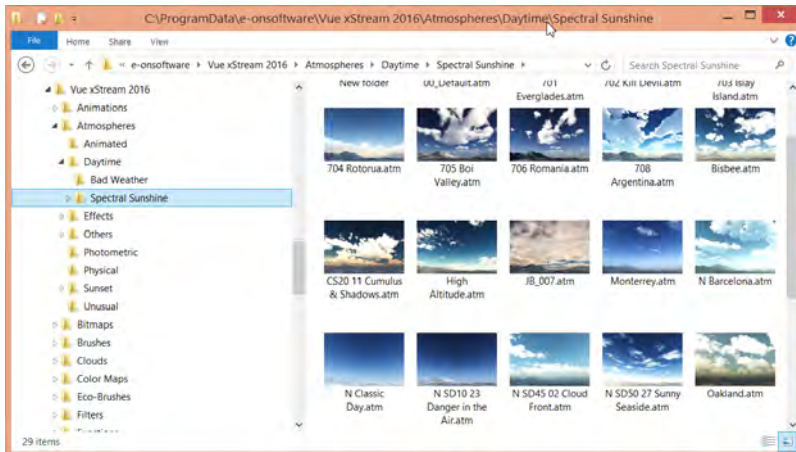 C:\ProgramData\e-onsoftware\Vue xStream 2016\Atmospheres\Daytime\Spectral Sunshine
File Home Share View
« e-onsoftware Vue xStream 2016 Atmospheres Daytime Spectral Sunshine Search Spectral Sunshine
Vue xStream 2016
Animations
Atmospheres
Animated
Daytime
Bad Weather
Spectral Sunshine
Effects
Others
Photometric
Physical
Sunset
Unusual
Bitmaps
Brushes
Clouds
Color Maps
Eco-Brushes
Filters
New folder 00_Default.atm 701 702 Kill Devil.atm 703 Islay
Everglades.atm Island.atm
704 Rotorua.atm 705 Boi 706 Romania.atm 708 Bisbee.atm
Valley.atm Argentina.atm
CS20 11 Cumulus High JB_007.atm Monterrey.atm N Barcelona.atm
& Shadows.atm Altitude.atm
N Classic N SD10 23 N SD45 02 Cloud N SD50 27 Sunny Oakland.atm
Day.atm Danger in the Front.atm Seaside.atm
Air.atm
29 items